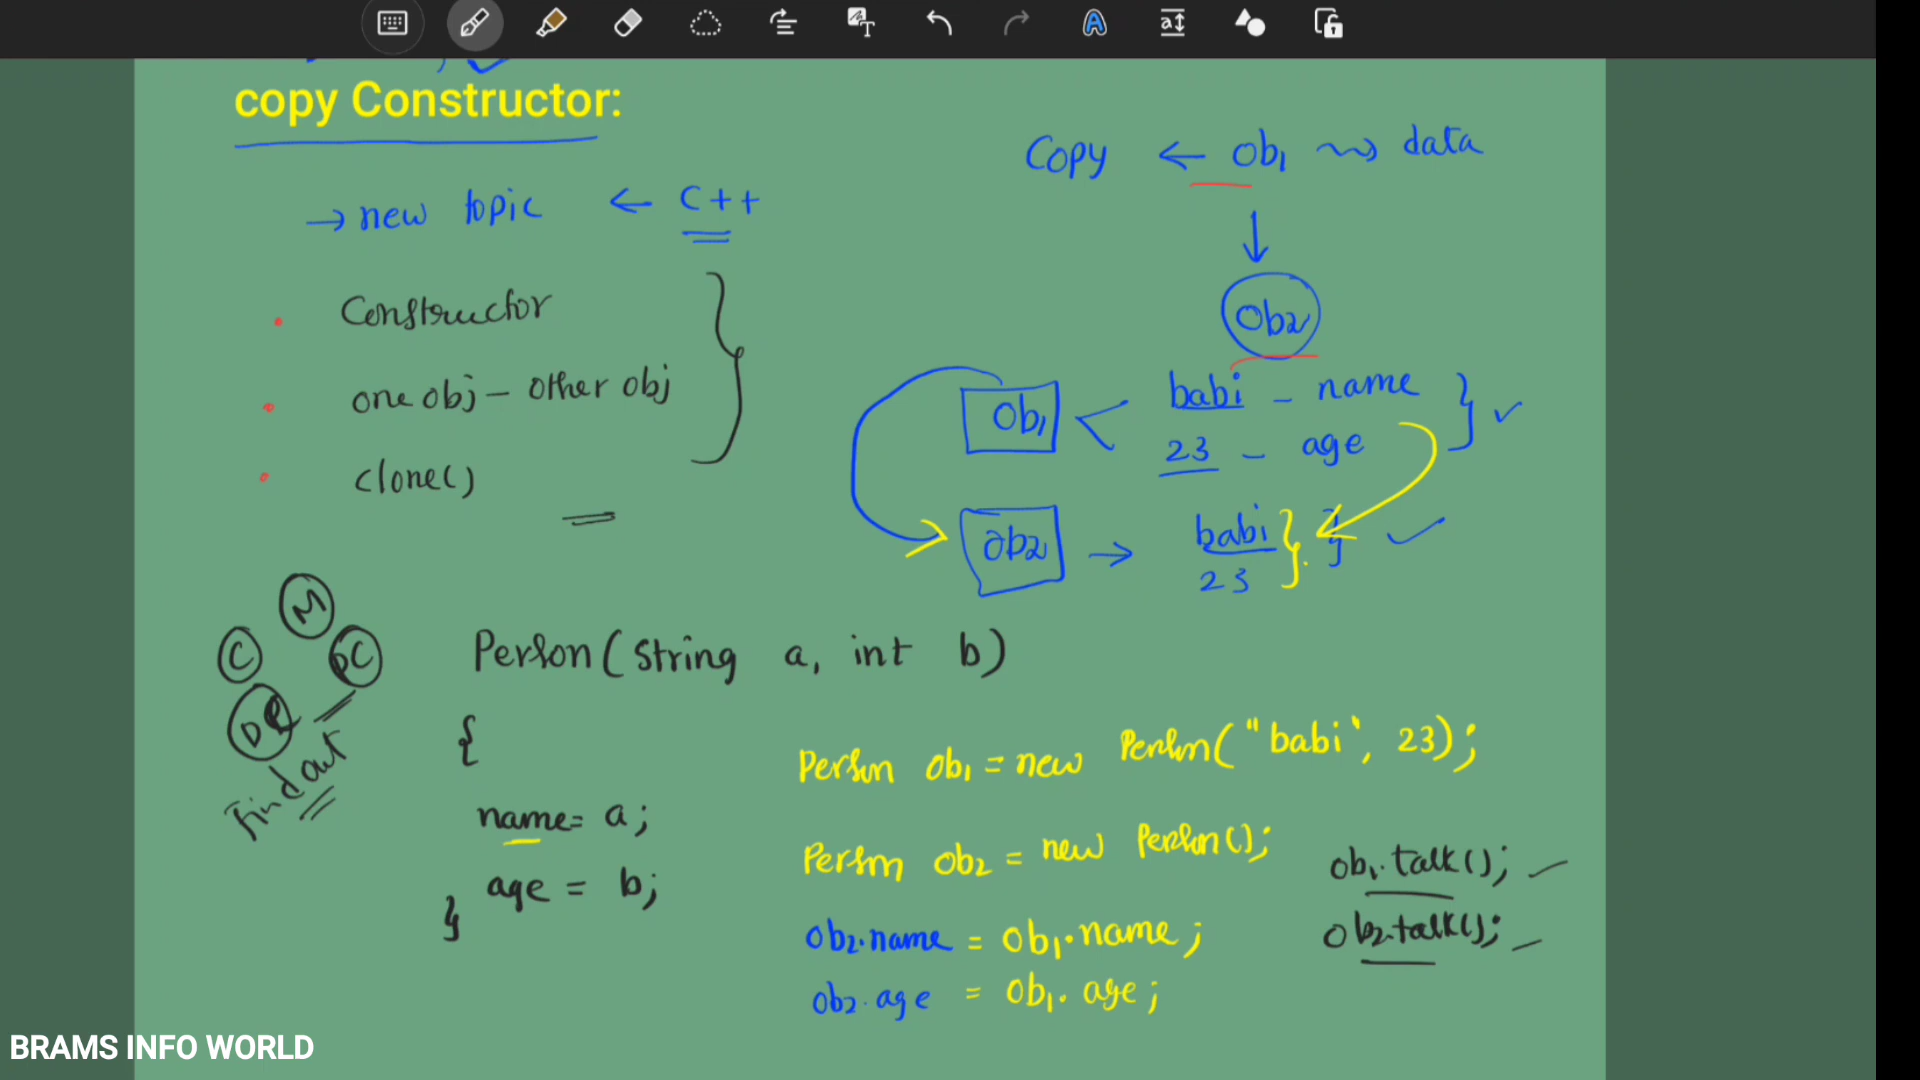 copy Constructor:
Copy ← ob1 ⇝ data
→ new topic ← C++
ob2
• Constructor
• one obj - other obj
• clone()
ob1 < babi - name
23 - age
ob2 → babi
23
M
C
DC
Find out
Person(String a, int b)
{
name = a;
age = b;
}
Person ob1 = new Person("babi", 23);
Person ob2 = new Person();
ob2.name = ob1.name;
ob2.age = ob1.age;
ob1.talk();
ob2.talk();
BRAMS INFO WORLD